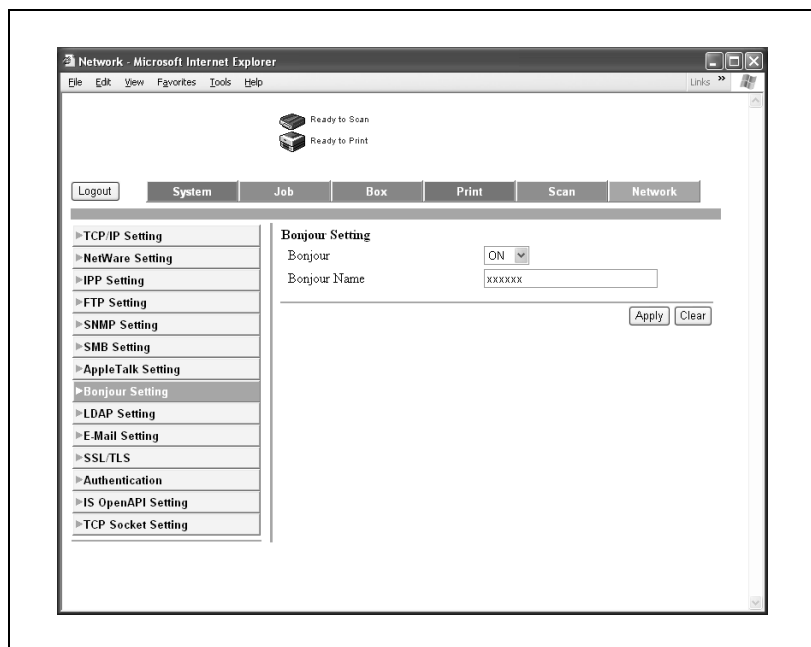 Network - Microsoft Internet Explorer
File Edit View Favorites Tools Help Links »
Ready to Scan
Ready to Print
Logout System Job Box Print Scan Network
TCP/IP Setting
NetWare Setting
IPP Setting
FTP Setting
SNMP Setting
SMB Setting
AppleTalk Setting
Bonjour Setting
LDAP Setting
E-Mail Setting
SSL/TLS
Authentication
IS OpenAPI Setting
TCP Socket Setting
Bonjour Setting
Bonjour ON
Bonjour Name xxxxxx
Apply Clear